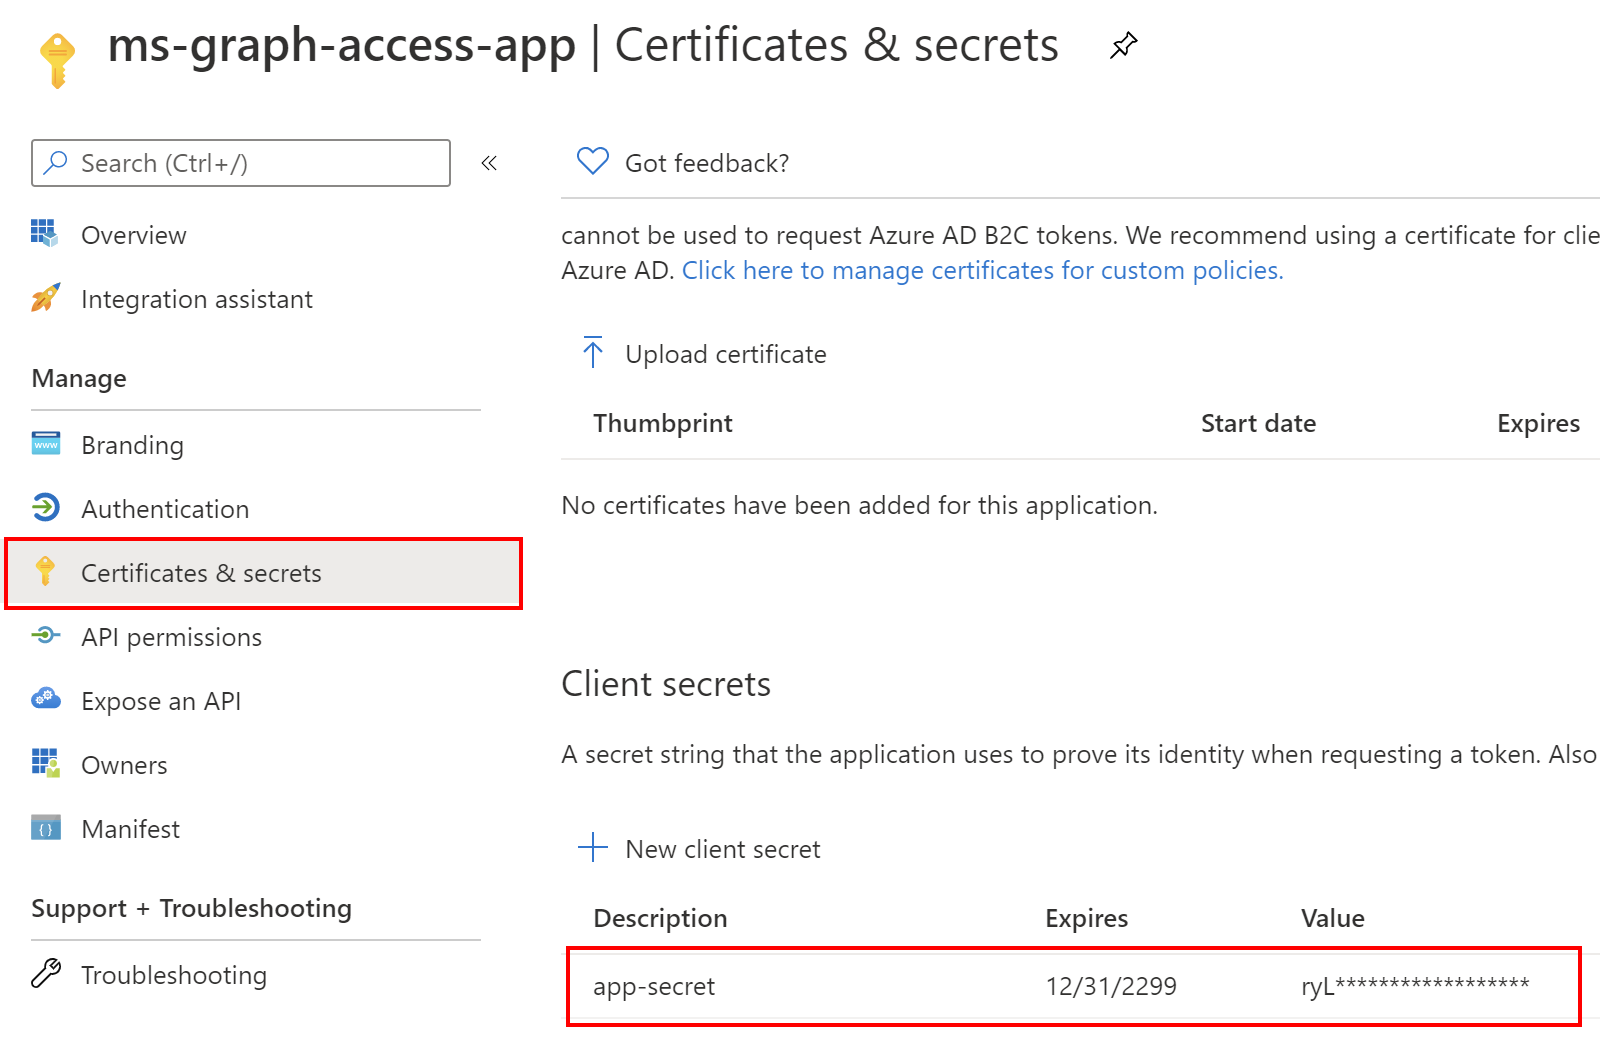 ms-graph-access-app | Certificates & secrets
Search (Ctrl+/)
«
Overview
Integration assistant
Manage
www
Branding
Authentication
Certificates & secrets
API permissions
Expose an API
Owners
{ }
Manifest
Support + Troubleshooting
Troubleshooting
Got feedback?
cannot be used to request Azure AD B2C tokens. We recommend using a certificate for clie
Azure AD. Click here to manage certificates for custom policies.
Upload certificate
Thumbprint Start date Expires
No certificates have been added for this application.
Client secrets
A secret string that the application uses to prove its identity when requesting a token. Also
New client secret
Description Expires Value
app-secret 12/31/2299 ryL******************